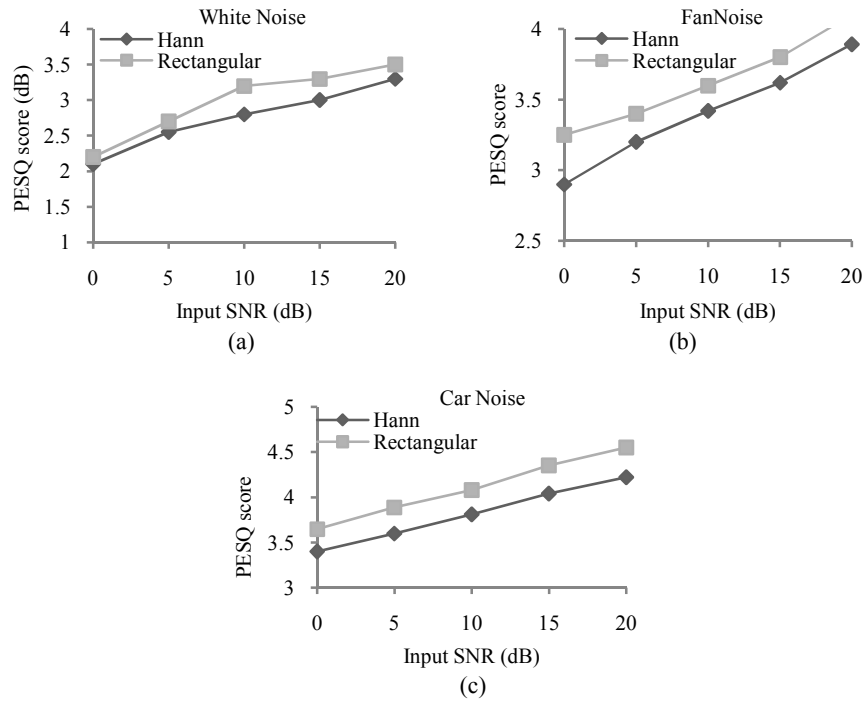 White Noise
Hann
Rectangular
PESQ score (dB)
4
3.5
3
2.5
2
1.5
1
0 5 10 15 20
Input SNR (dB)
(a)
FanNoise
Hann
Rectangular
PESQ score
4
3.5
3
2.5
0 5 10 15 20
Input SNR (dB)
(b)
Car Noise
Hann
Rectangular
PESQ score
5
4.5
4
3.5
3
0 5 10 15 20
Input SNR (dB)
(c)